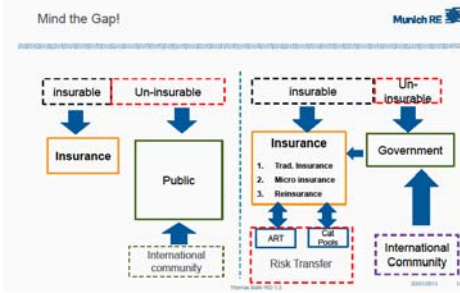 Mind the Gap!
Munich RE
insurable
Un-insurable
Insurance
Public
International
community
insurable
Un-
insurable
Insurance
1. Trad. Insurance
2. Micro insurance
3. Reinsurance
Government
ART
Cat
Pools
Risk Transfer
International
Community